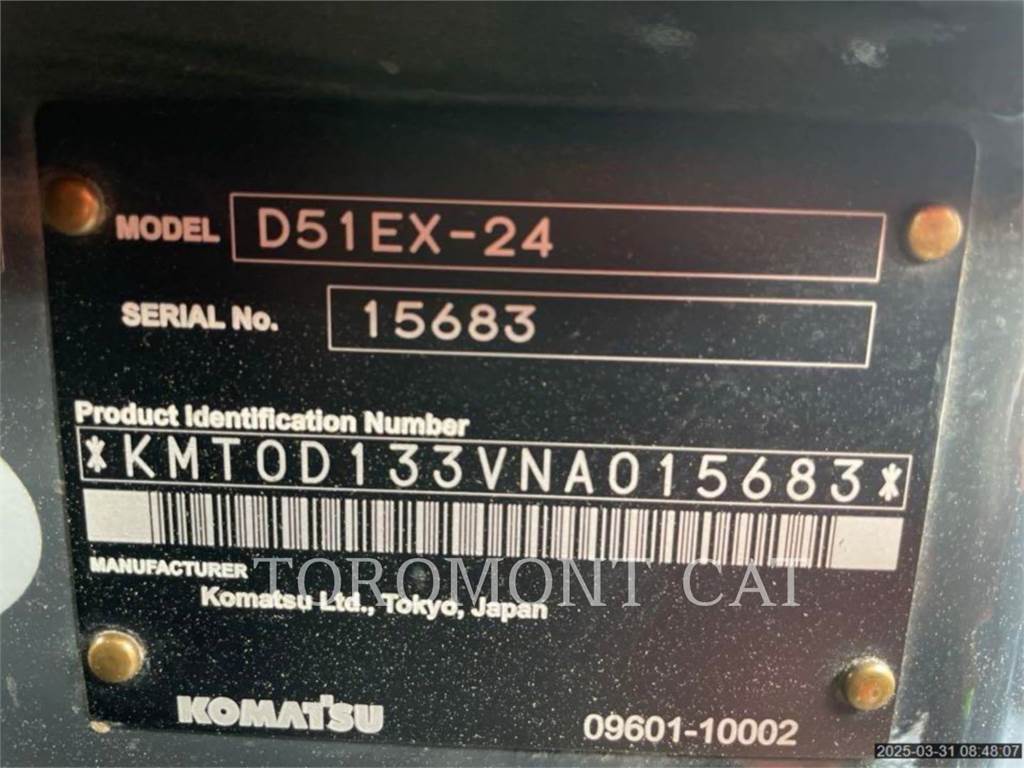 MODEL D51EX-24
SERIAL No. 15683
Product Identification Number
*KMT0D133VNA015683*
MANUFACTURER
TOROMONT CAT
Komatsu Ltd., Tokyo, Japan
KOMATSU 09601-10002
2025-03-31 08:48:07